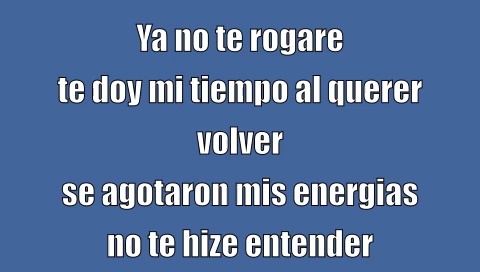 Ya no te rogare
te doy mi tiempo al querer
volver
se agotaron mis energias
no te hize entender